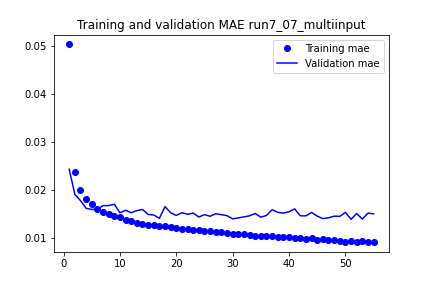 Training and validation MAE run7_07_multiinput
Training mae
Validation mae
0.05
0.04
0.03
0.02
0.01
0 10 20 30 40 50